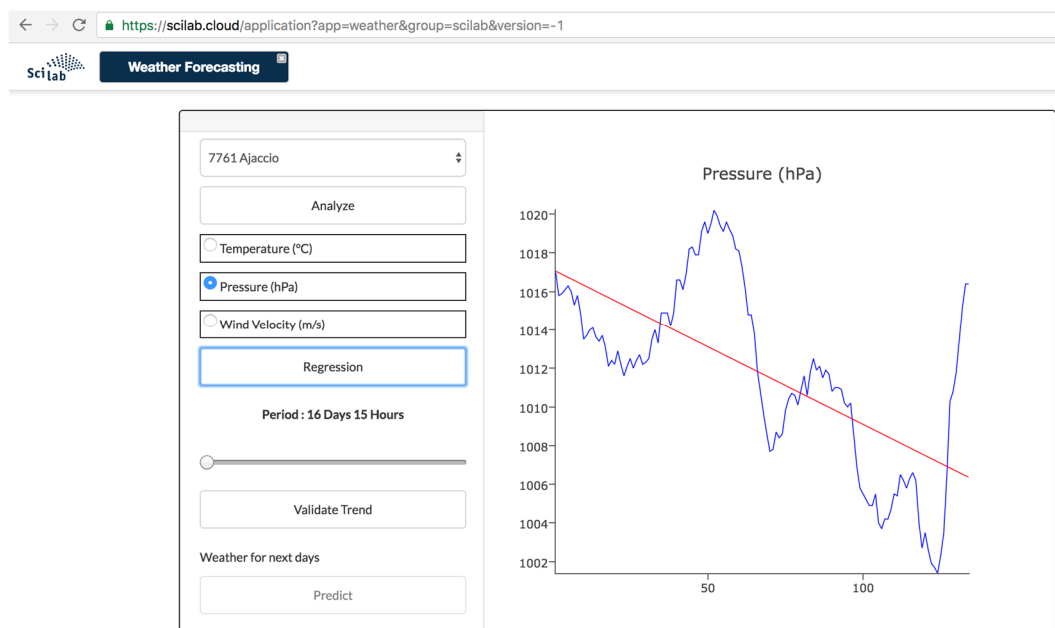 https://scilab.cloud/application?app=weather&group=scilab&version=-1
Scilab
Weather Forecasting
7761 Ajaccio
Analyze
Temperature (°C)
Pressure (hPa)
Wind Velocity (m/s)
Regression
Period : 16 Days 15 Hours
Validate Trend
Weather for next days
Predict
Pressure (hPa)
1020
1018
1016
1014
1012
1010
1008
1006
1004
1002
50
100